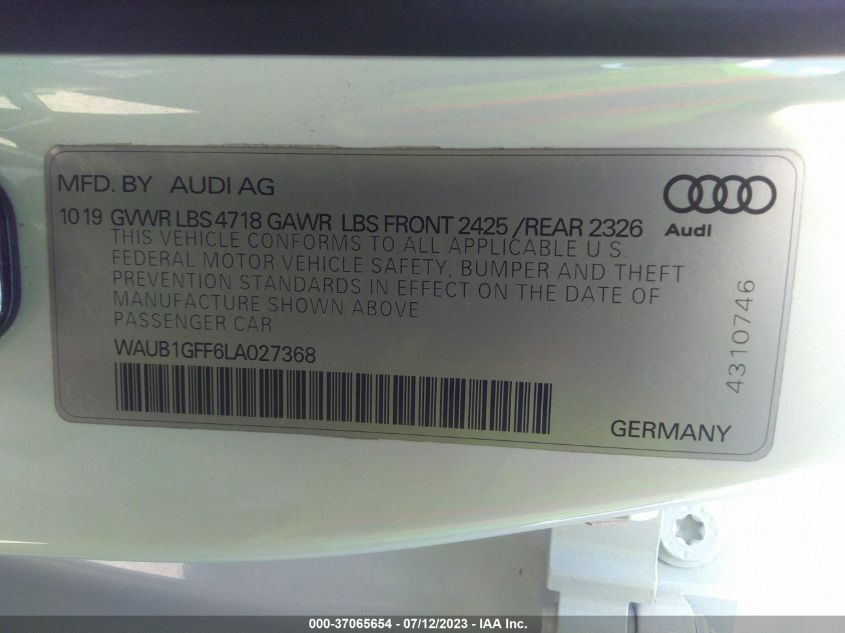 MFD. BY AUDI AG
Audi
1019 GVWR LBS 4718 GAWR LBS FRONT 2425 /REAR 2326
THIS VEHICLE CONFORMS TO ALL APPLICABLE U.S.
FEDERAL MOTOR VEHICLE SAFETY, BUMPER AND THEFT
PREVENTION STANDARDS IN EFFECT ON THE DATE OF
MANUFACTURE SHOWN ABOVE
PASSENGER CAR
WAUB1GFF6LA027368
4310746
GERMANY
000-37065654 - 07/12/2023 - IAA Inc.